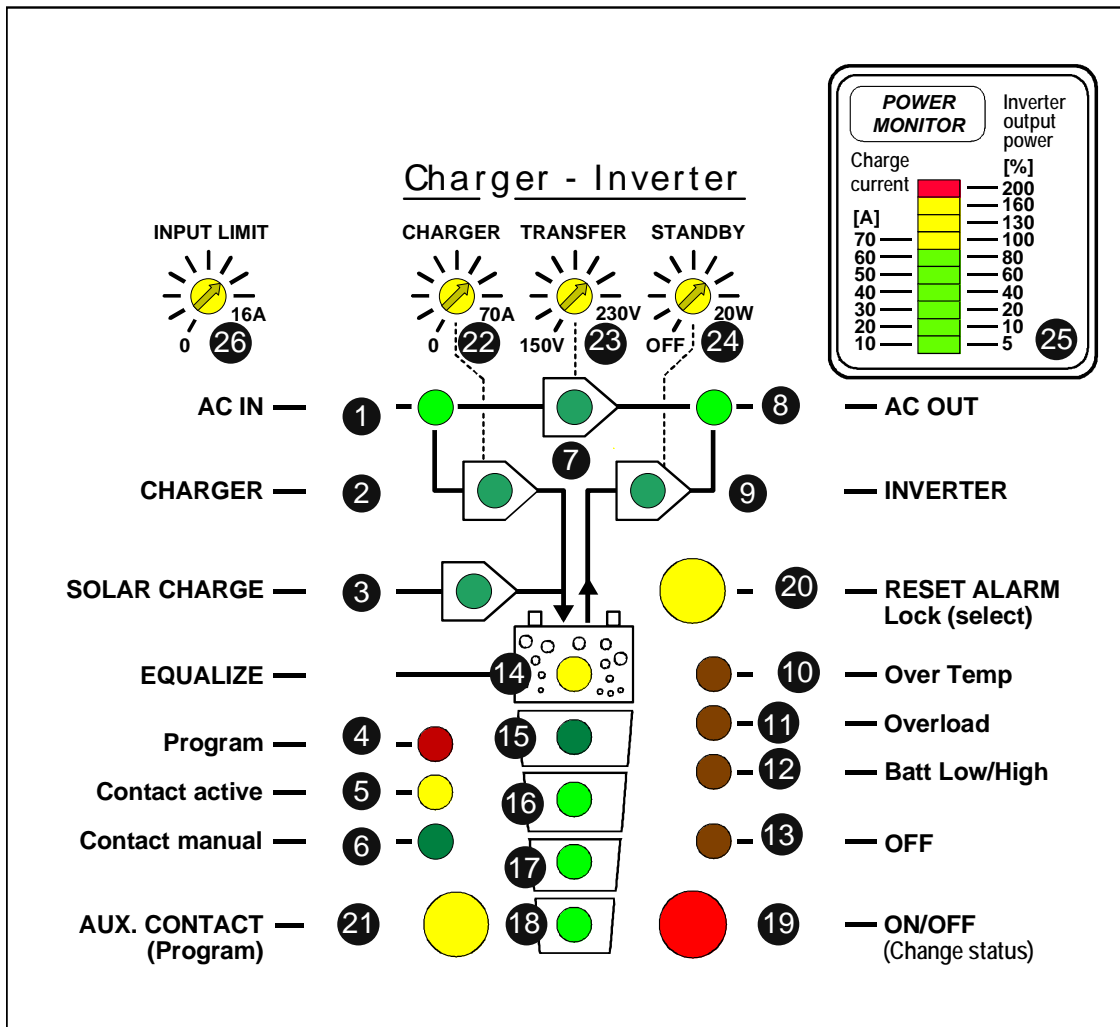 POWER MONITOR
Inverter output power
[%]
Charge current
[A]
200
160
130
70 100
60 80
50 60
40 40
30 20
20 10
10 5
25
Charger - Inverter
INPUT LIMIT
0 16A
26
CHARGER
0 70A
22
TRANSFER
150V 230V
23
STANDBY
OFF 20W
24
AC IN 1
7
8 AC OUT
CHARGER 2
9 INVERTER
SOLAR CHARGE 3
20 RESET ALARM
Lock (select)
EQUALIZE 14
10 Over Temp
Program 4
15
11 Overload
Contact active 5
16
12 Batt Low/High
Contact manual 6
17
13 OFF
AUX. CONTACT 21
(Program)
18
19 ON/OFF
(Change status)